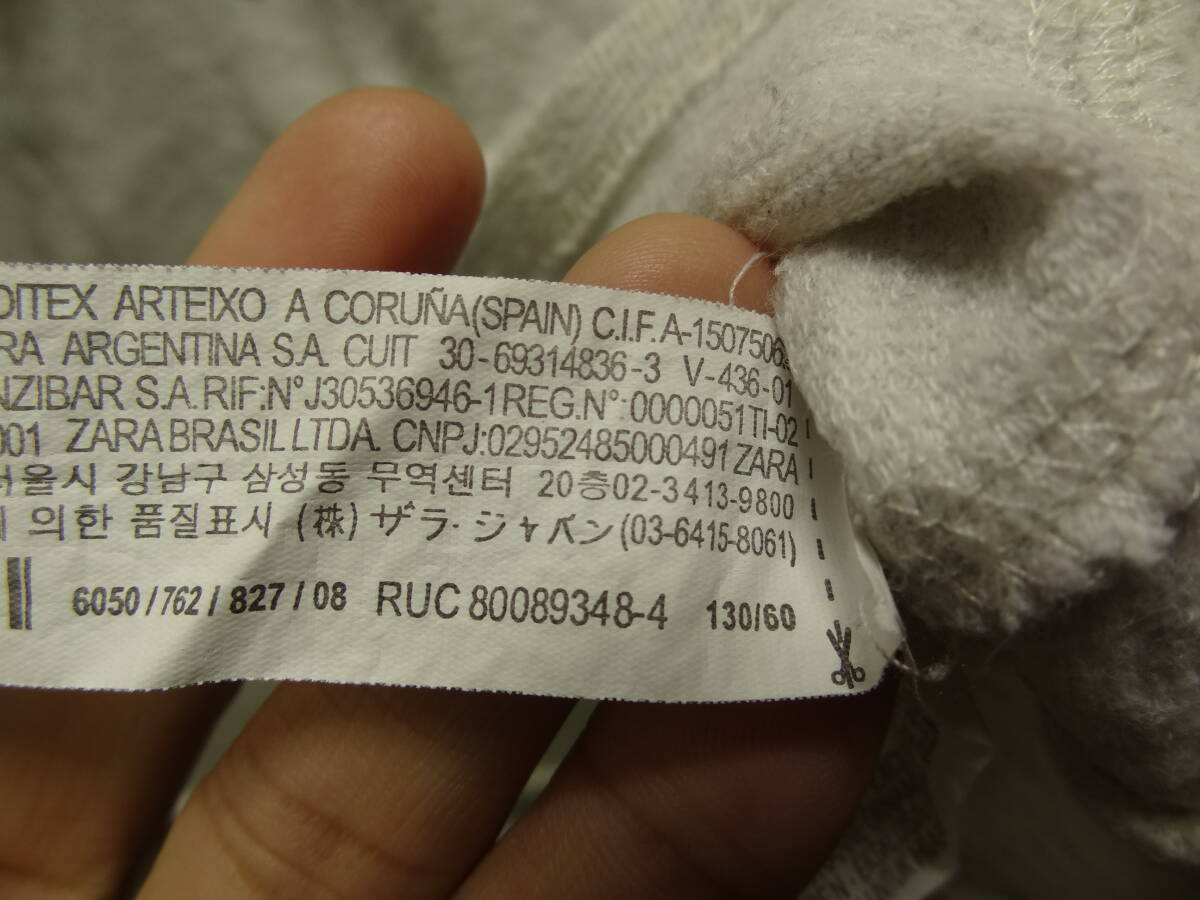 DITEX ARTEIXO A CORUÑA(SPAIN) C.I.F. A-1507506
RA ARGENTINA S.A. CUIT 30-69314836-3 V-436-01
NZIBAR S.A. RIF:N° J30536946-1 REG.N°: 0000051TI-02
001 ZARA BRASIL LTDA. CNPJ:02952485000491 ZARA
서울시 강남구 삼성동 무역센터 20층02-3413-9800
의한 품질표시 (株) ザラ・ジャパン (03-6415-8061)
6050/762/827/08 RUC 80089348-4 130/60